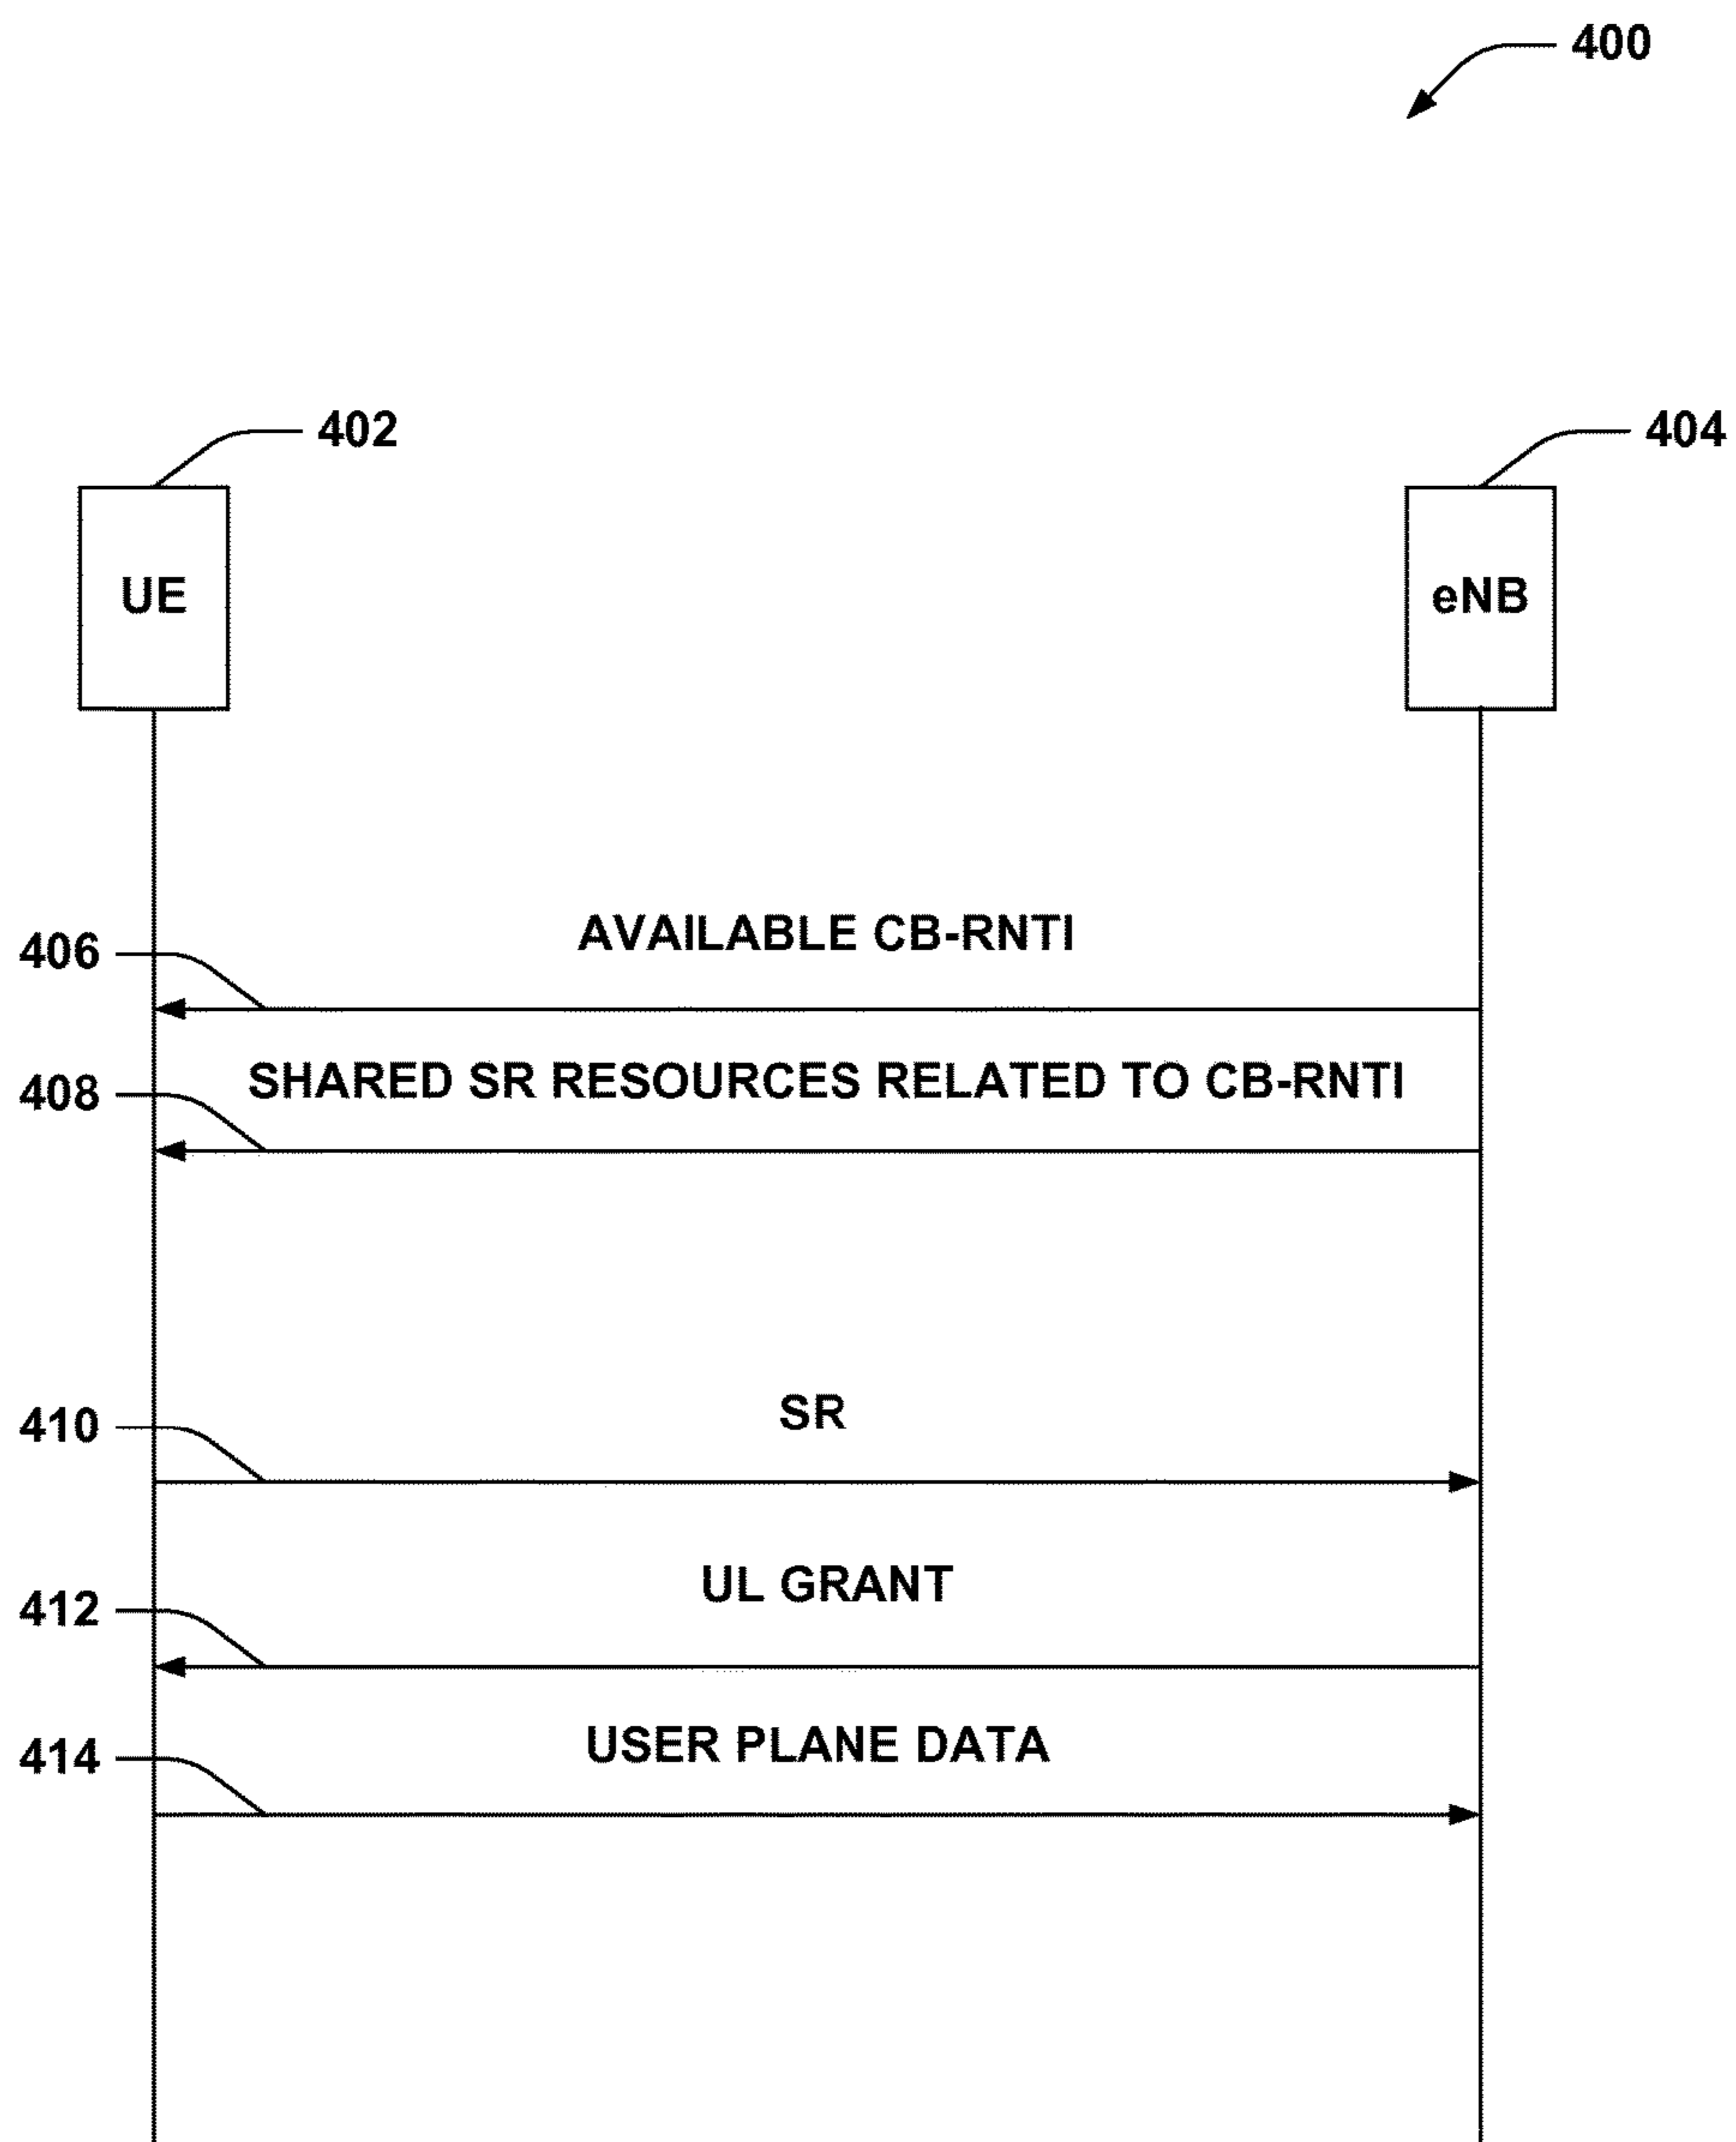 400
402
404
UE
eNB
AVAILABLE CB-RNTI
406
SHARED SR RESOURCES RELATED TO CB-RNTI
408
SR
410
UL GRANT
412
USER PLANE DATA
414